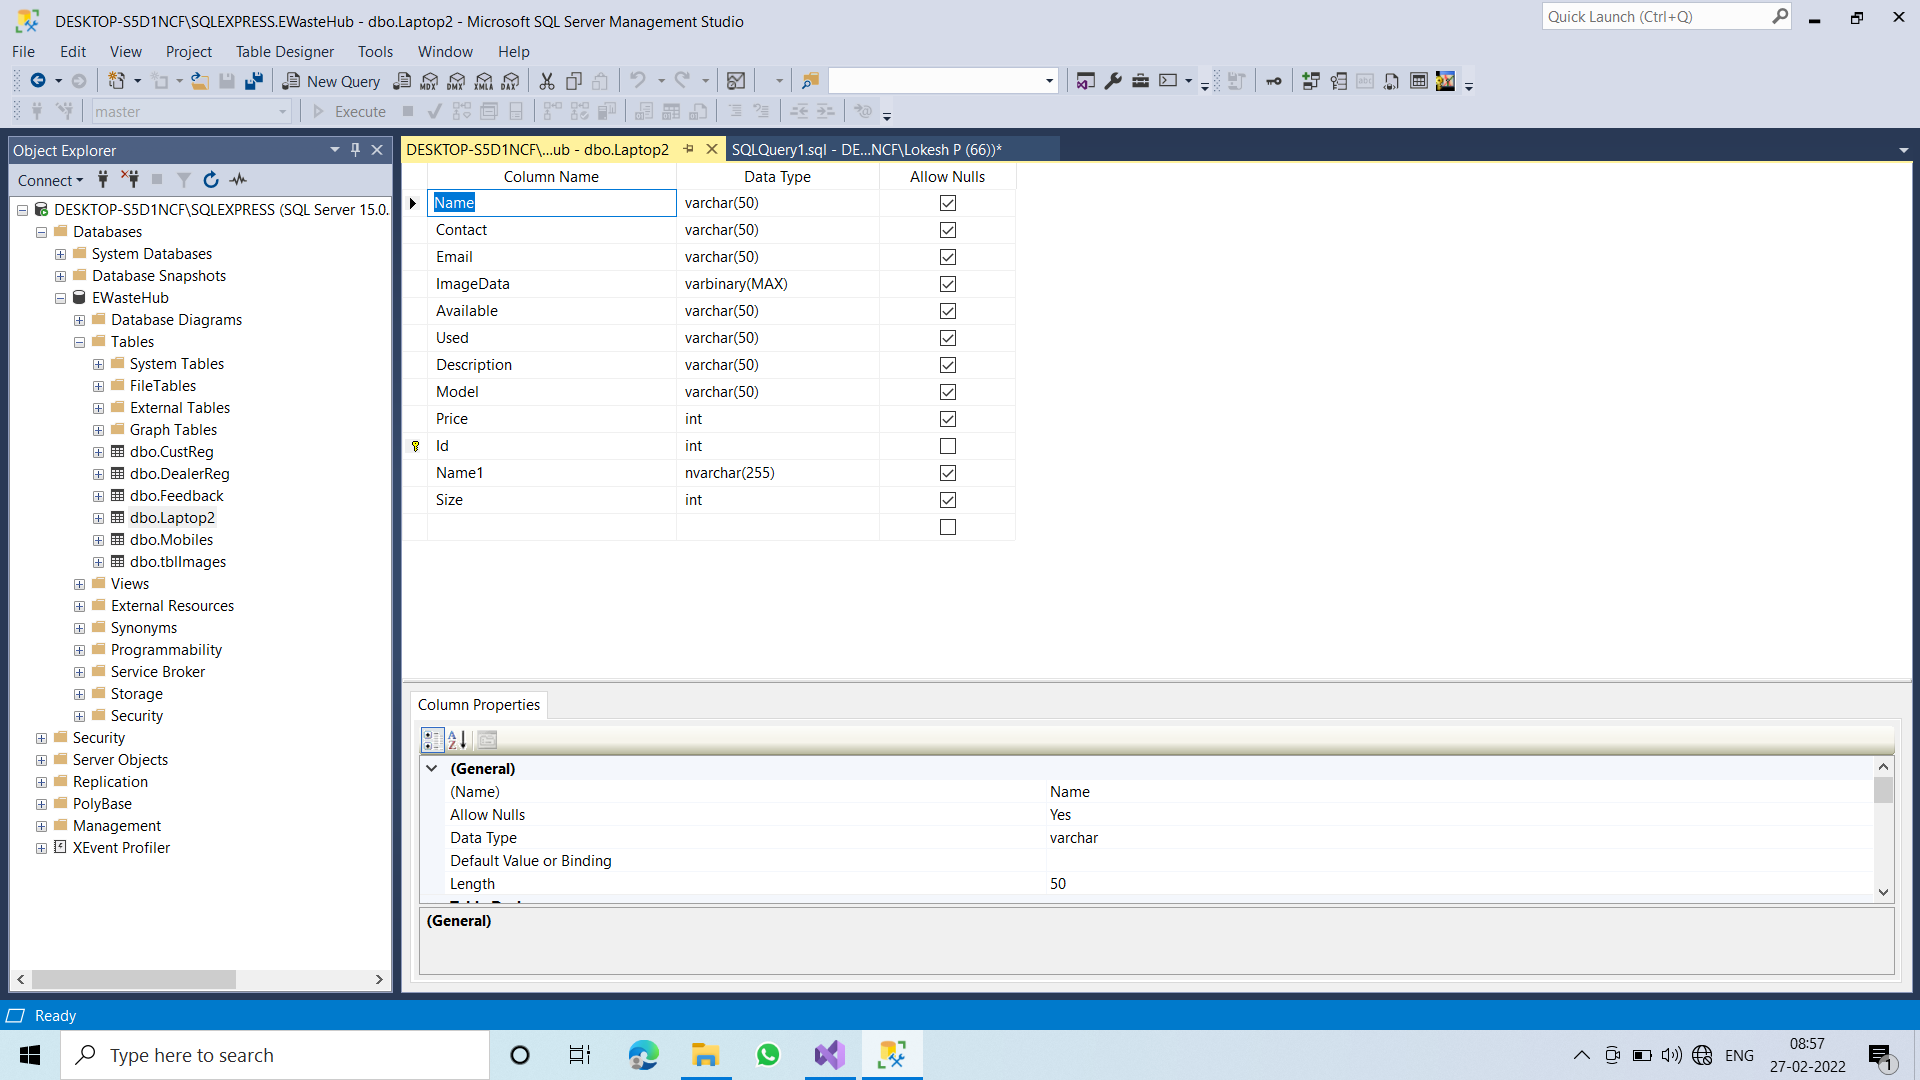 DESKTOP-S5D1NCF\SQLEXPRESS.EWasteHub - dbo.Laptop2 - Microsoft SQL Server Management Studio
Quick Launch (Ctrl+Q)
File Edit View Project Table Designer Tools Window Help
New Query MDX DMX XMLA DAX
master Execute
Object Explorer
DESKTOP-S5D1NCF\...ub - dbo.Laptop2
SQLQuery1.sql - DE...NCF\Lokesh P (66))*
Connect
DESKTOP-S5D1NCF\SQLEXPRESS (SQL Server 15.0.
Databases
System Databases
Database Snapshots
EWasteHub
Database Diagrams
Tables
System Tables
FileTables
External Tables
Graph Tables
dbo.CustReg
dbo.DealerReg
dbo.Feedback
dbo.Laptop2
dbo.Mobiles
dbo.tblImages
Views
External Resources
Synonyms
Programmability
Service Broker
Storage
Security
Security
Server Objects
Replication
PolyBase
Management
XEvent Profiler
Column Name Data Type Allow Nulls
Name varchar(50)
Contact varchar(50)
Email varchar(50)
ImageData varbinary(MAX)
Available varchar(50)
Used varchar(50)
Description varchar(50)
Model varchar(50)
Price int
Id int
Name1 nvarchar(255)
Size int
Column Properties
(General)
(Name) Name
Allow Nulls Yes
Data Type varchar
Default Value or Binding
Length 50
(General)
Ready
Type here to search
ENG
08:57
27-02-2022
1